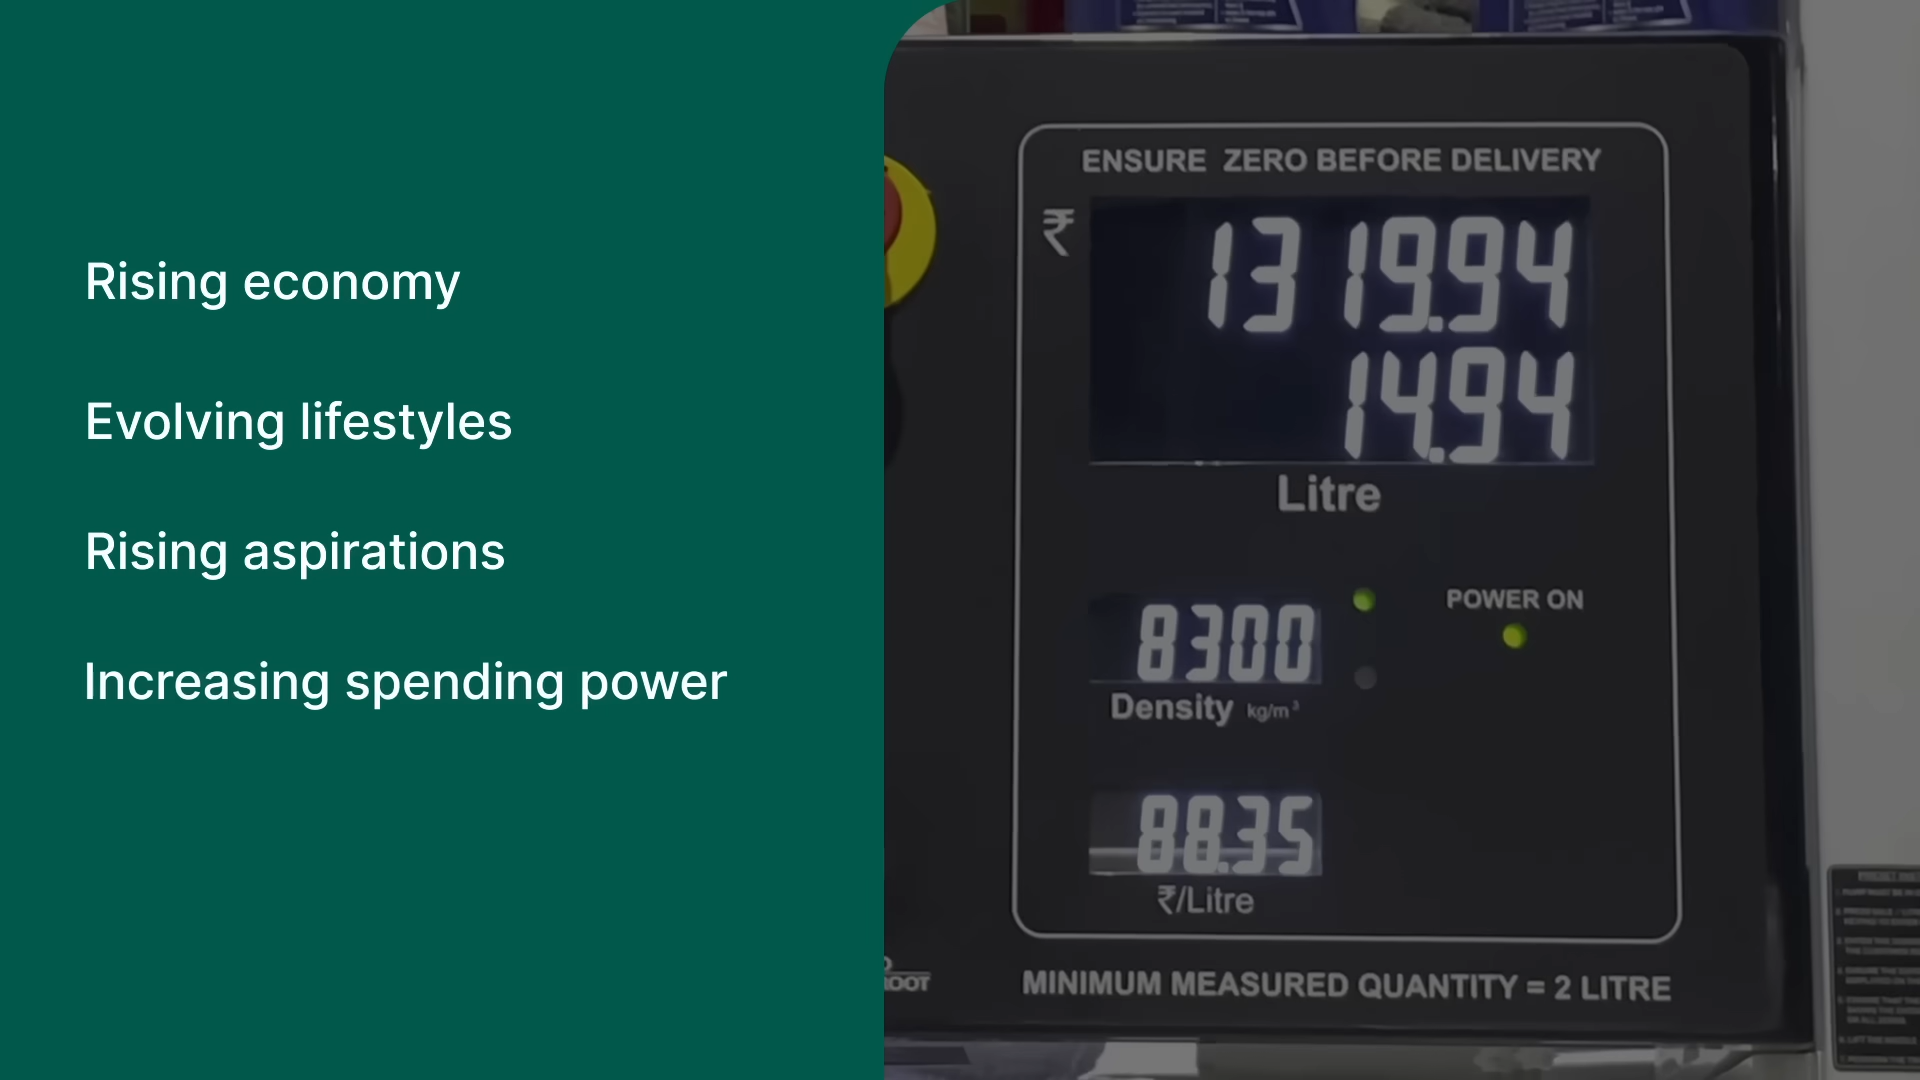 Rising economy
Evolving lifestyles
Rising aspirations
Increasing spending power
ENSURE ZERO BEFORE DELIVERY
₹
1319.94
14.94
Litre
8300
POWER ON
Density kg/m³
88.35
₹/Litre
MINIMUM MEASURED QUANTITY = 2 LITRE